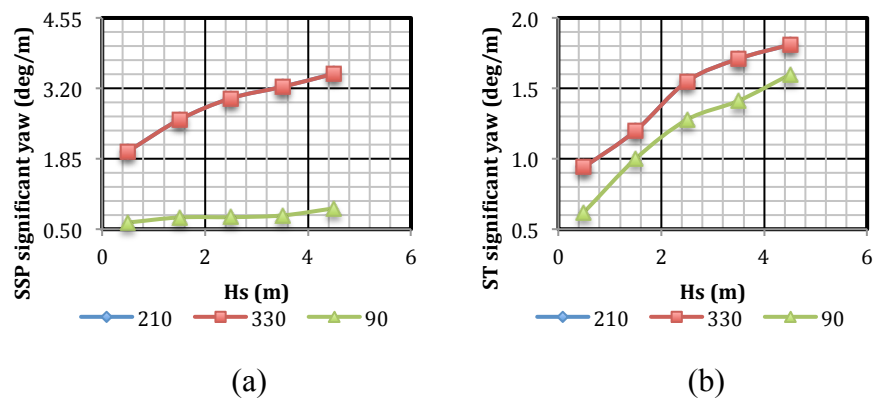 SSP significant yaw (deg/m)
4.55
3.20
1.85
0.50
0 2 4 6
Hs (m)
210 330 90
(a)
ST significant yaw (deg/m)
2.0
1.5
1.0
0.5
0 2 4 6
Hs (m)
210 330 90
(b)